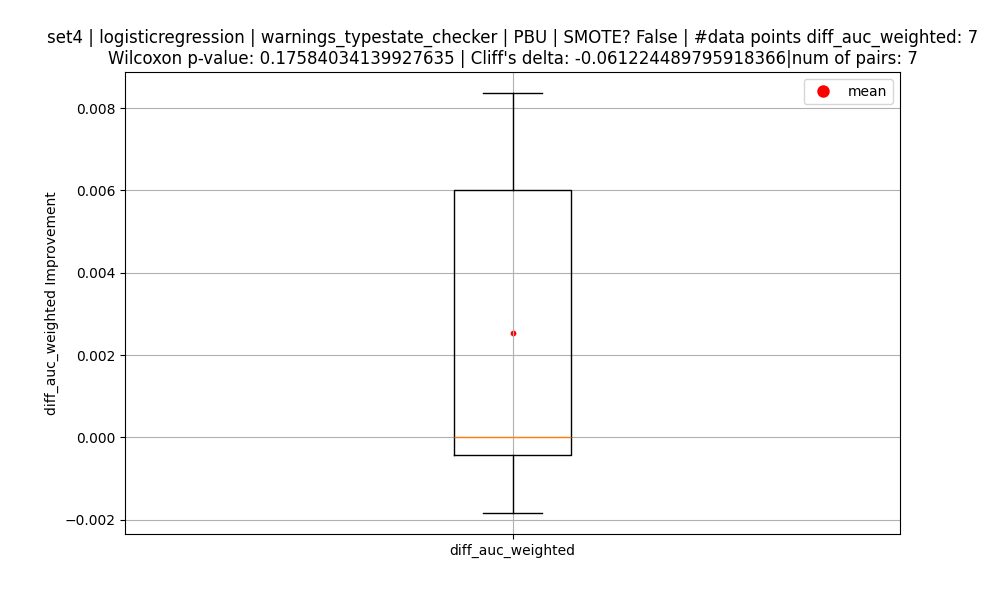 set4 | logisticregression | warnings_typestate_checker | PBU | SMOTE? False | #data points diff_auc_weighted: 7
Wilcoxon p-value: 0.17584034139927635 | Cliff's delta: -0.061224489795918366|num of pairs: 7
mean
0.008
0.006
0.004
0.002
0.000
−0.002
diff_auc_weighted Improvement
diff_auc_weighted